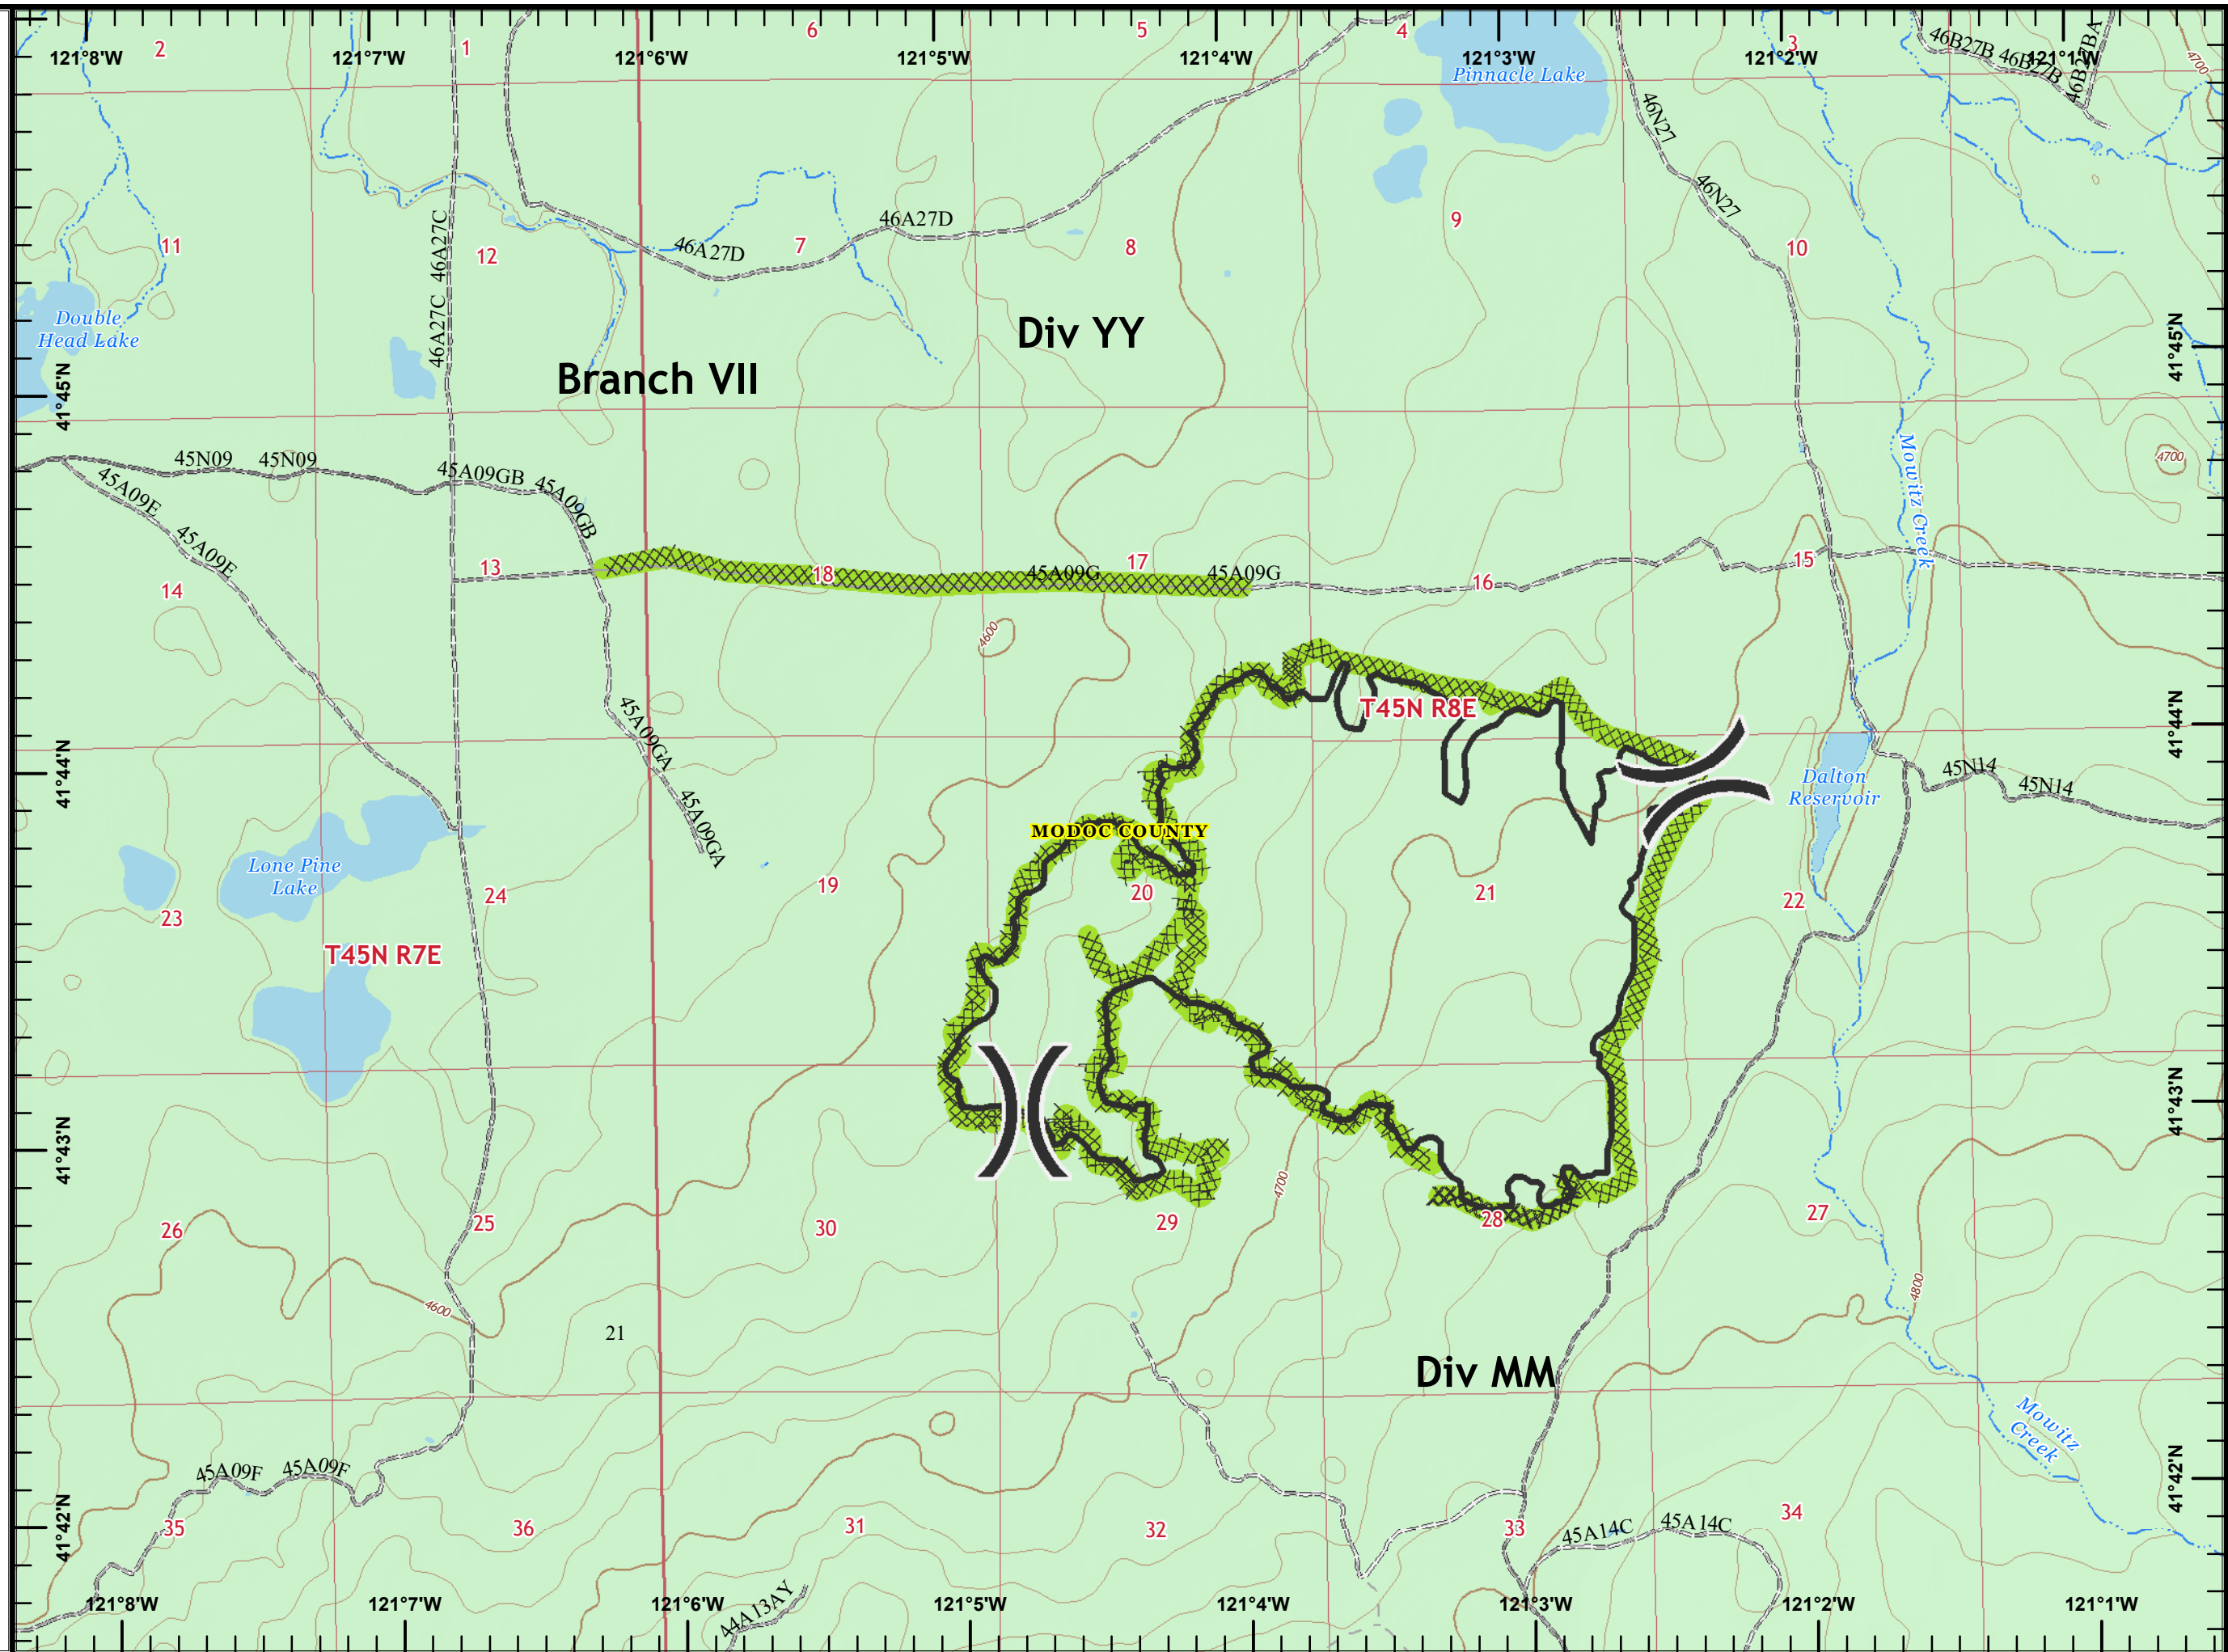 2
1
6
5
4
3
121°8'W
121°7'W
121°6'W
121°5'W
121°4'W
121°3'W
121°2'W
121°1'W
46B27B
46B27B
46B27BA
4700
Pinnacle Lake
46N27
46N27
11
12
46A27C
46A27C
46A27D
46A27D
7
8
9
10
Double
Head Lake
Div YY
Branch VII
41°45'N
41°45'N
45N09
45N09
45A09GB
45A09GB
45A09E
45A09E
Mowitz Creek
4700
13
18
17
45A09G
45A09G
16
15
14
4600
45A09GA
45A09GA
T45N R8E
41°44'N
41°44'N
Dalton
Reservoir
45N14
45N14
MODOC COUNTY
Lone Pine
Lake
23
24
19
20
21
22
T45N R7E
41°43'N
41°43'N
4700
26
25
30
29
28
27
4600
4800
21
Div MM
Mowitz
Creek
45A09F
45A09F
41°42'N
41°42'N
35
36
31
32
33
34
45A14C
45A14C
44A13AY
121°8'W
121°7'W
121°6'W
121°5'W
121°4'W
121°3'W
121°2'W
121°1'W